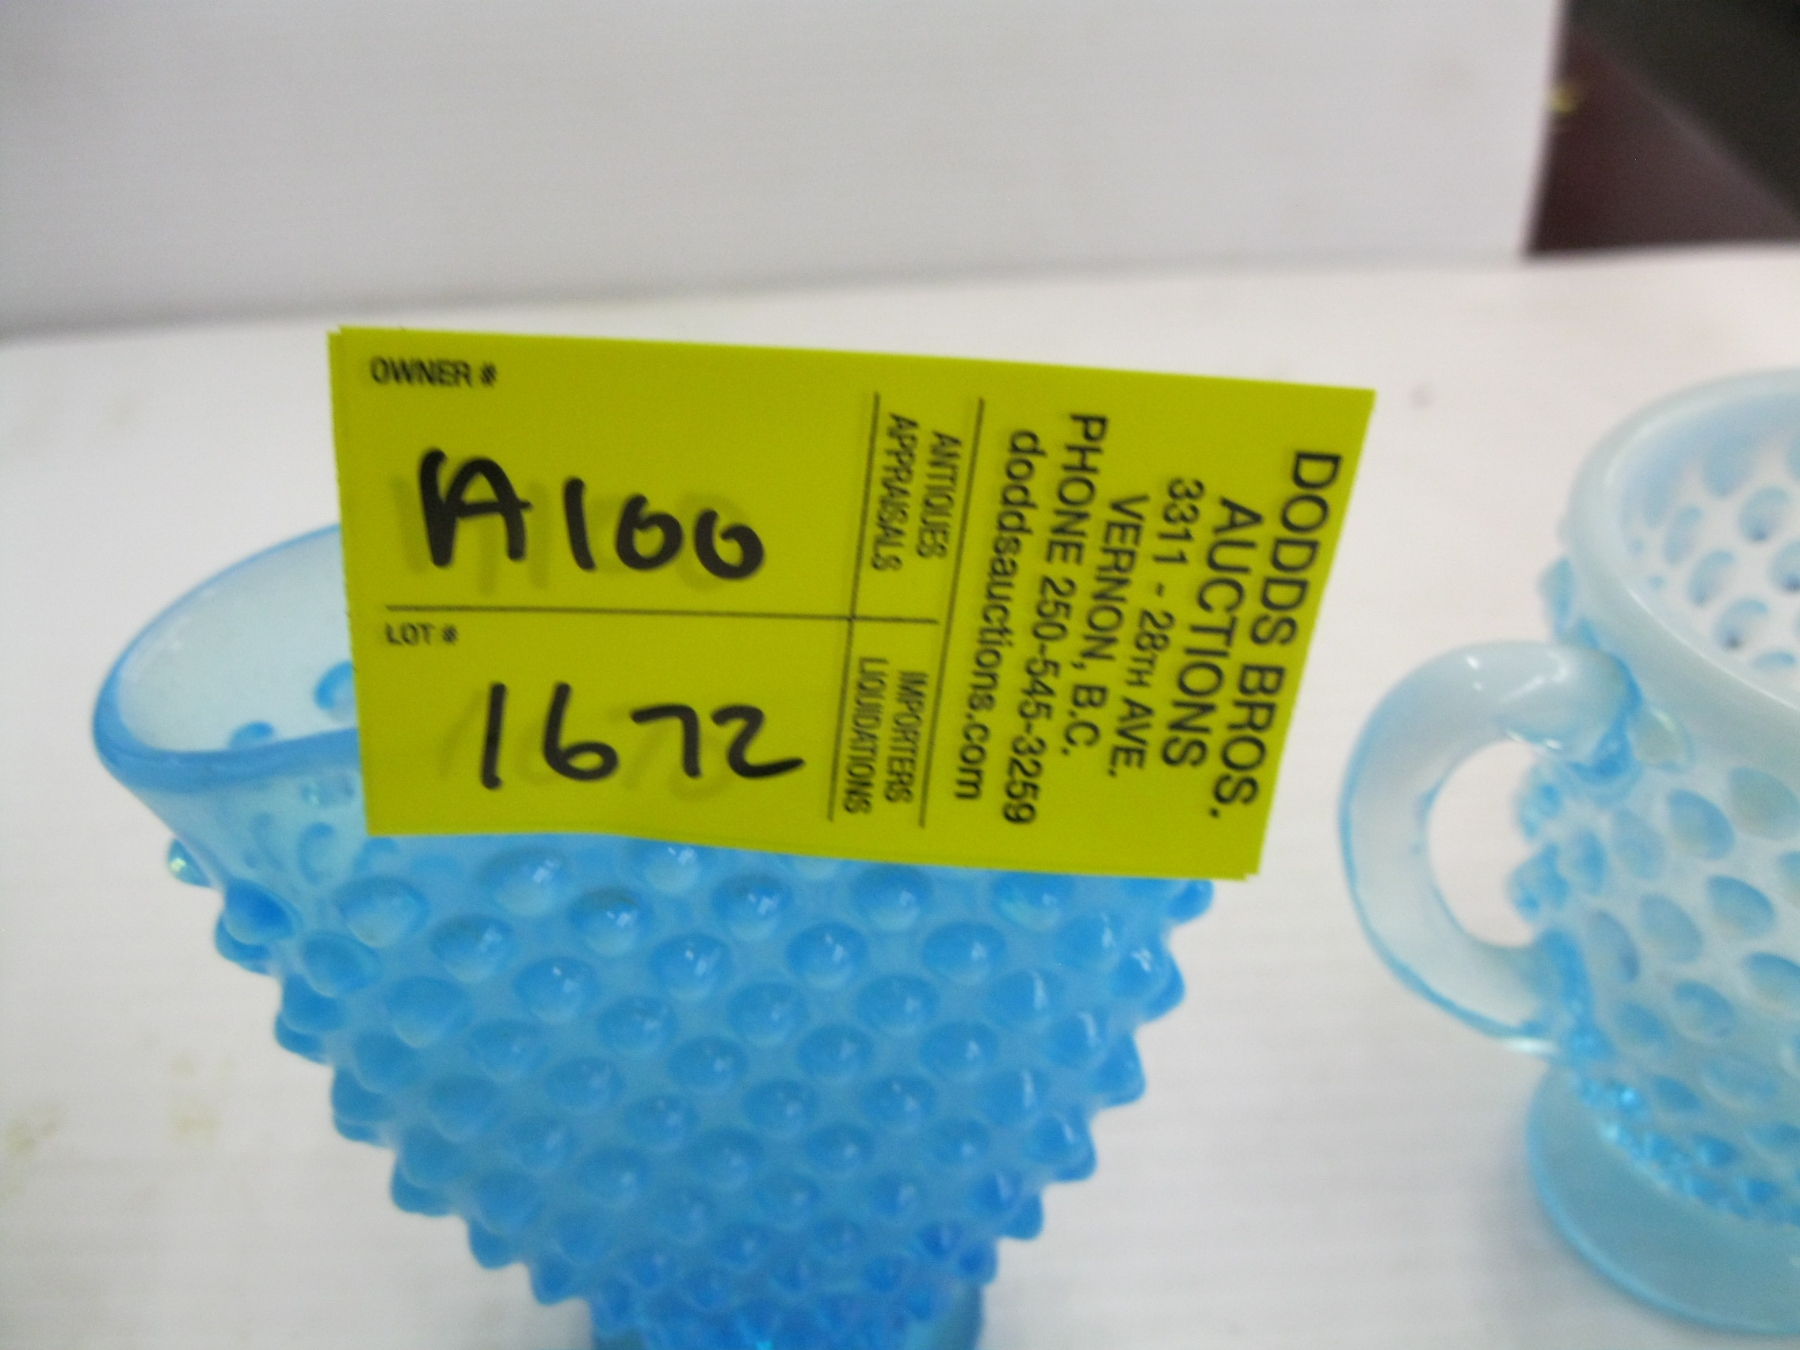 OWNER #
A100
LOT #
1672
ANTIQUES
APPRAISALS
IMPORTERS
LIQUIDATIONS
DODDS BROS.
AUCTIONS
3311 - 28TH AVE.
VERNON, B.C.
PHONE 250-545-3259
doddsauctions.com